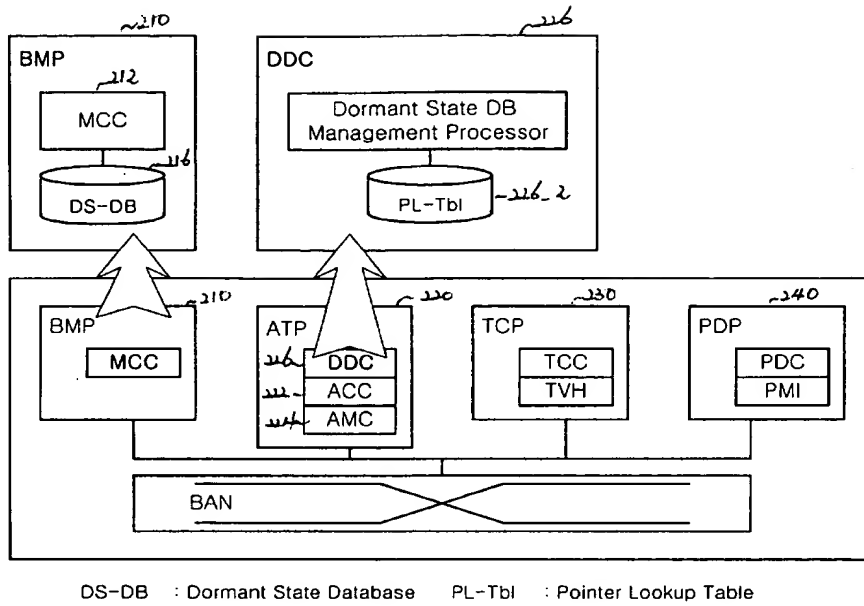 210
226
BMP
DDC
212
MCC
Dormant State DB
Management Processor
216
DS-DB
PL-Tbl
226_2
210
220
230
240
BMP
ATP
TCP
PDP
MCC
DDC
TCC
PDC
222
ACC
TVH
PMI
224
AMC
BAN
DS-DB : Dormant State Database PL-Tbl : Pointer Lookup Table